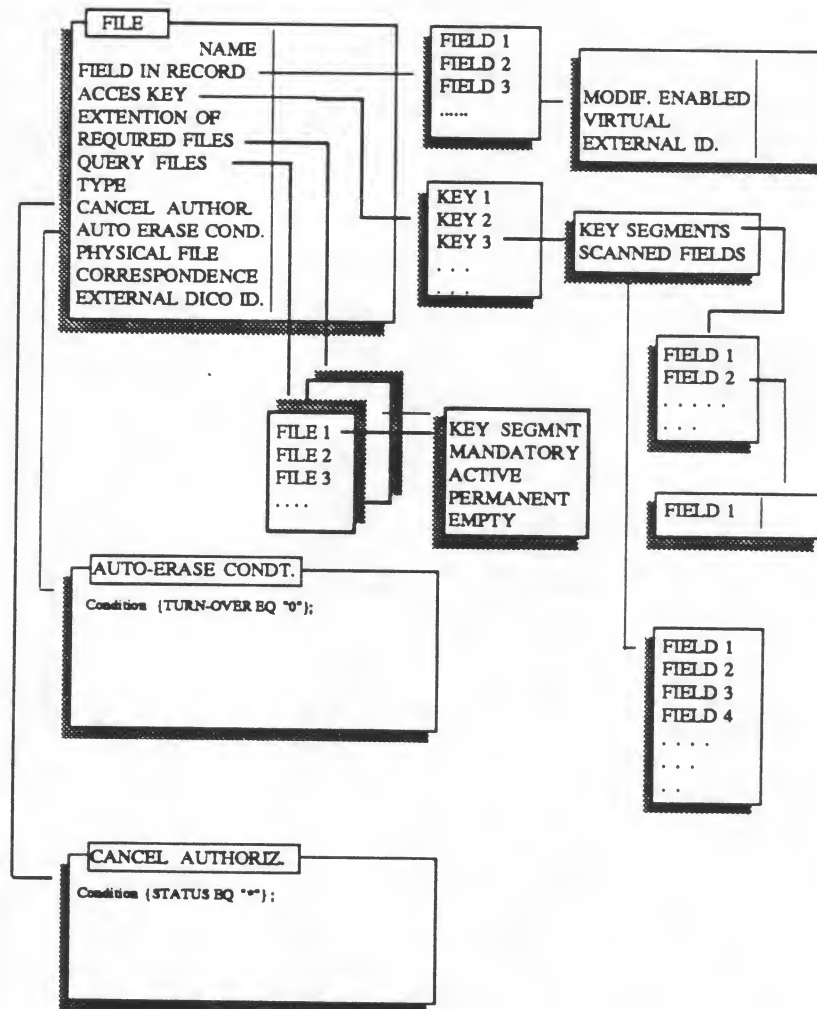 FILE
NAME
FIELD IN RECORD
ACCES KEY
EXTENTION OF
REQUIRED FILES
QUERY FILES
TYPE
CANCEL AUTHOR.
AUTO ERASE COND.
PHYSICAL FILE
CORRESPONDENCE
EXTERNAL DICO ID.
FIELD 1
FIELD 2
FIELD 3
......
MODIF. ENABLED
VIRTUAL
EXTERNAL ID.
KEY 1
KEY 2
KEY 3
. . .
. . .
KEY SEGMENTS
SCANNED FIELDS
FIELD 1
FIELD 2
. . . . .
. . .
FIELD 1
FILE 1
FILE 2
FILE 3
. . . .
KEY SEGMNT
MANDATORY
ACTIVE
PERMANENT
EMPTY
AUTO-ERASE CONDT.
Condition {TURN-OVER EQ "0"};
FIELD 1
FIELD 2
FIELD 3
FIELD 4
. . . .
. . .
. .
CANCEL AUTHORIZ.
Condition {STATUS EQ "*"};